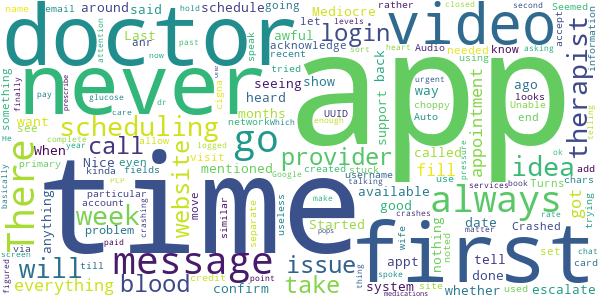 name email around said schedule going Mediocre let levels closed second
doctor video login rather asking
hold Last anr awful acknowledge recent accept Seemed information
attention past now speak
never app therapist
something finally pay prescribe tried heart Audio needed using know
glucose dr seeing show support back appointment way choppy Auto ago looks Unable end
scheduling go idea telling
want see complete year When call months heard network Which enough urgent
There primary Nice even allow logged UUID provider called fill pressure
care visit mentioned cigna Google created stuck always
kinda fields PCP username talking
time first
week website anything particular account crashing move similar separate useless make
He basically via problem paid credit point pops
will message issue available good wife Started crashes nothing noted date matter got
Turns chars add services book rate ok trying
everything blood confirm take appt Crashed tell done whether system site use used escalate
figured till screen thing spoke medications set chat card